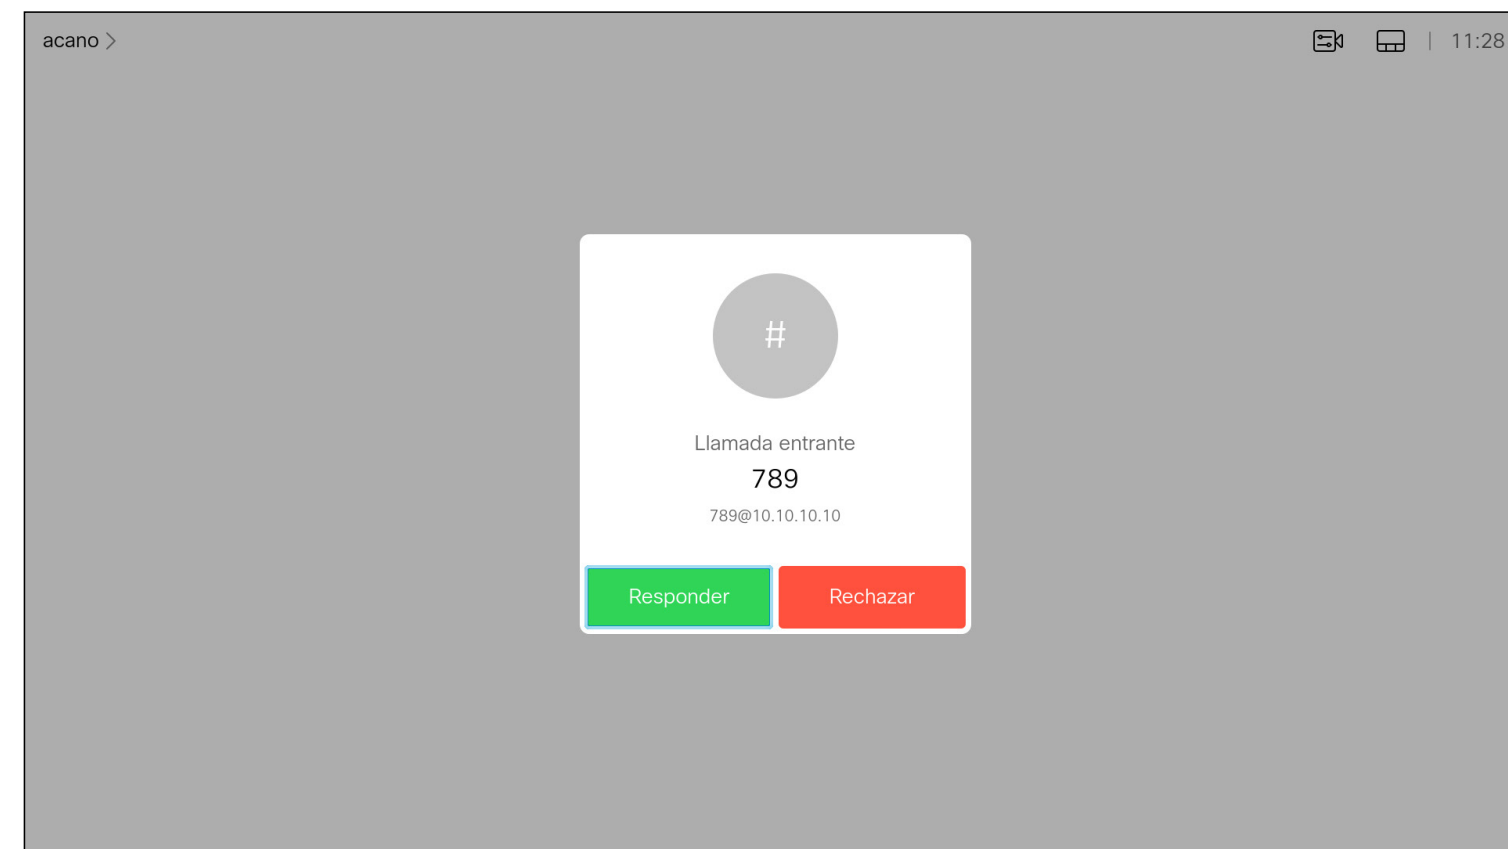 acano >
11:28
#
Llamada entrante
789
789@10.10.10.10
Responder
Rechazar